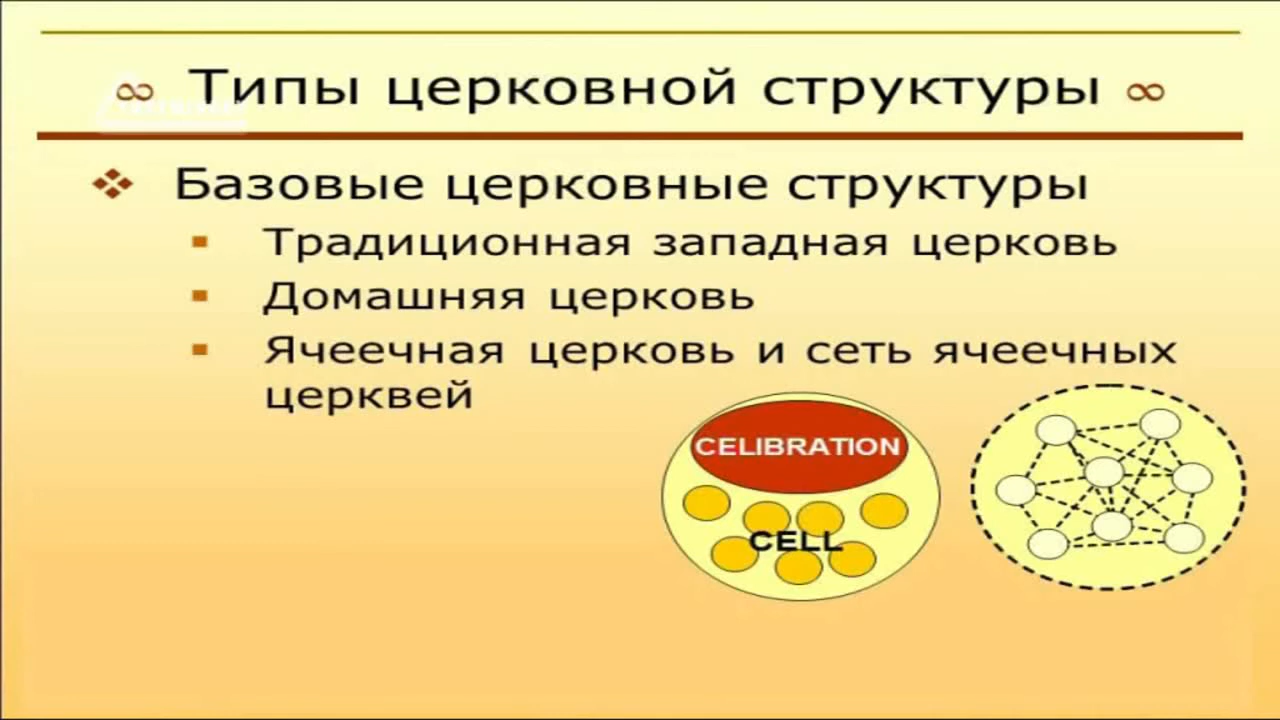 ∞ Типы церковной структуры ∞
Базовые церковные структуры
Традиционная западная церковь
Домашняя церковь
Ячеечная церковь и сеть ячеечных
церквей
CELIBRATION
CELL